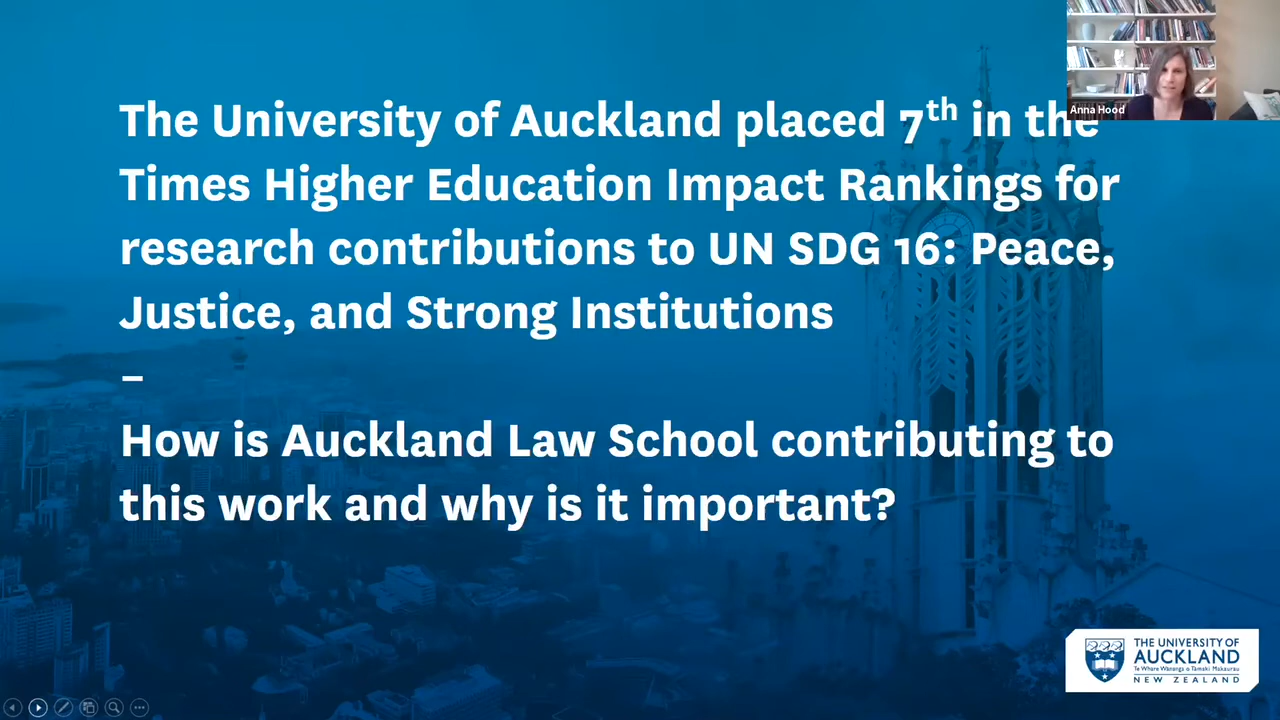 Anna Hood
The University of Auckland placed 7th in the
Times Higher Education Impact Rankings for
research contributions to UN SDG 16: Peace,
Justice, and Strong Institutions
–
How is Auckland Law School contributing to
this work and why is it important?
THE UNIVERSITY OF
AUCKLAND
Te Whare Wānanga o Tāmaki Makaurau
NEW ZEALAND